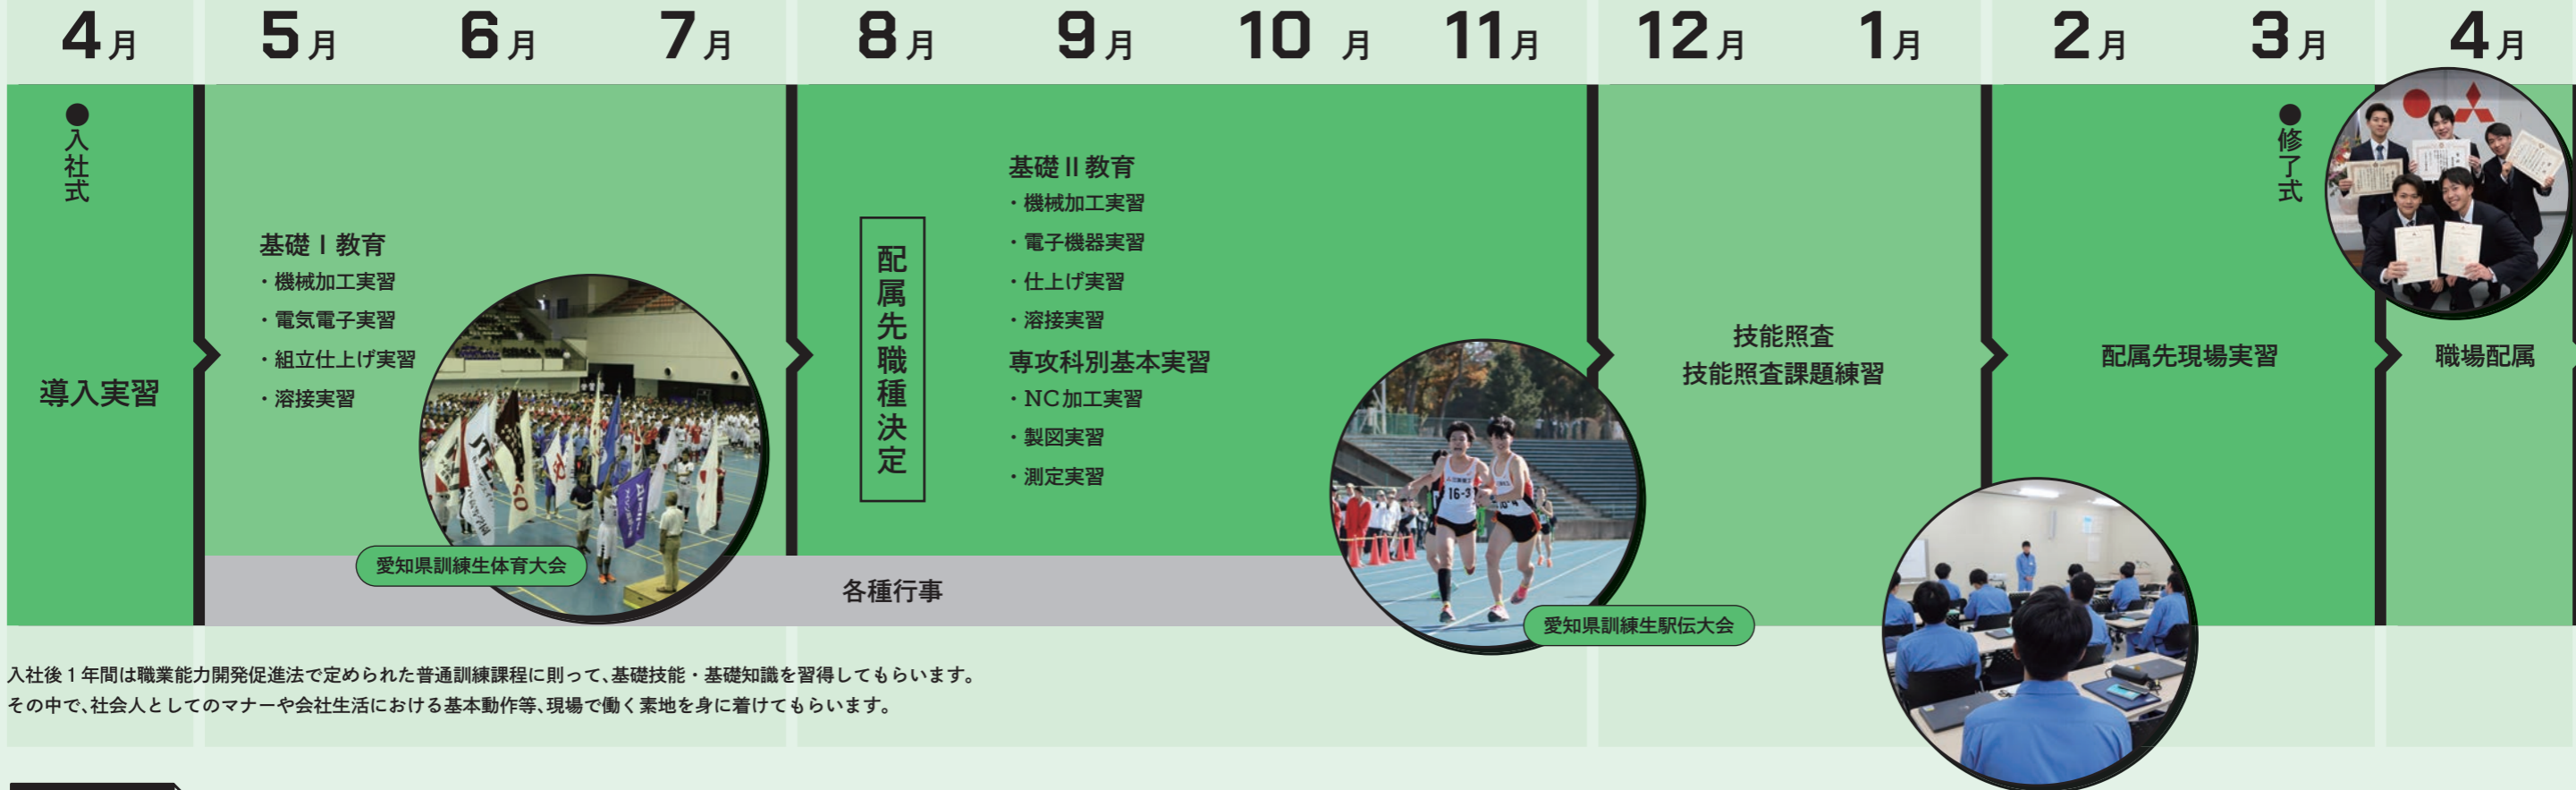 4月
5月
6月
7月
8月
9月
10月
11月
12月
1月
2月
3月
4月
●入社式
導入実習
基礎Ⅰ教育
・機械加工実習
・電気電子実習
・組立仕上げ実習
・溶接実習
愛知県訓練生体育大会
配属先職種決定
基礎Ⅱ教育
・機械加工実習
・電子機器実習
・仕上げ実習
・溶接実習
専攻科別基本実習
・NC加工実習
・製図実習
・測定実習
各種行事
16-3
愛知県訓練生駅伝大会
技能照査
技能照査課題練習
配属先現場実習
●修了式
職場配属
入社後1年間は職業能力開発促進法で定められた普通訓練課程に則って、基礎技能・基礎知識を習得してもらいます。
その中で、社会人としてのマナーや会社生活における基本動作等、現場で働く素地を身に着けてもらいます。